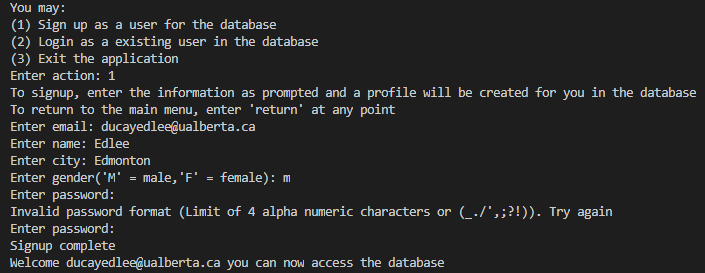 You may:
(1) Sign up as a user for the database
(2) Login as a existing user in the database
(3) Exit the application
Enter action: 1
To signup, enter the information as prompted and a profile will be created for you in the database
To return to the main menu, enter 'return' at any point
Enter email: ducayedlee@ualberta.ca
Enter name: Edlee
Enter city: Edmonton
Enter gender('M' = male,'F' = female): m
Enter password:
Invalid password format (Limit of 4 alpha numeric characters or (_./',;?!)). Try again
Enter password:
Signup complete
Welcome ducayedlee@ualberta.ca you can now access the database